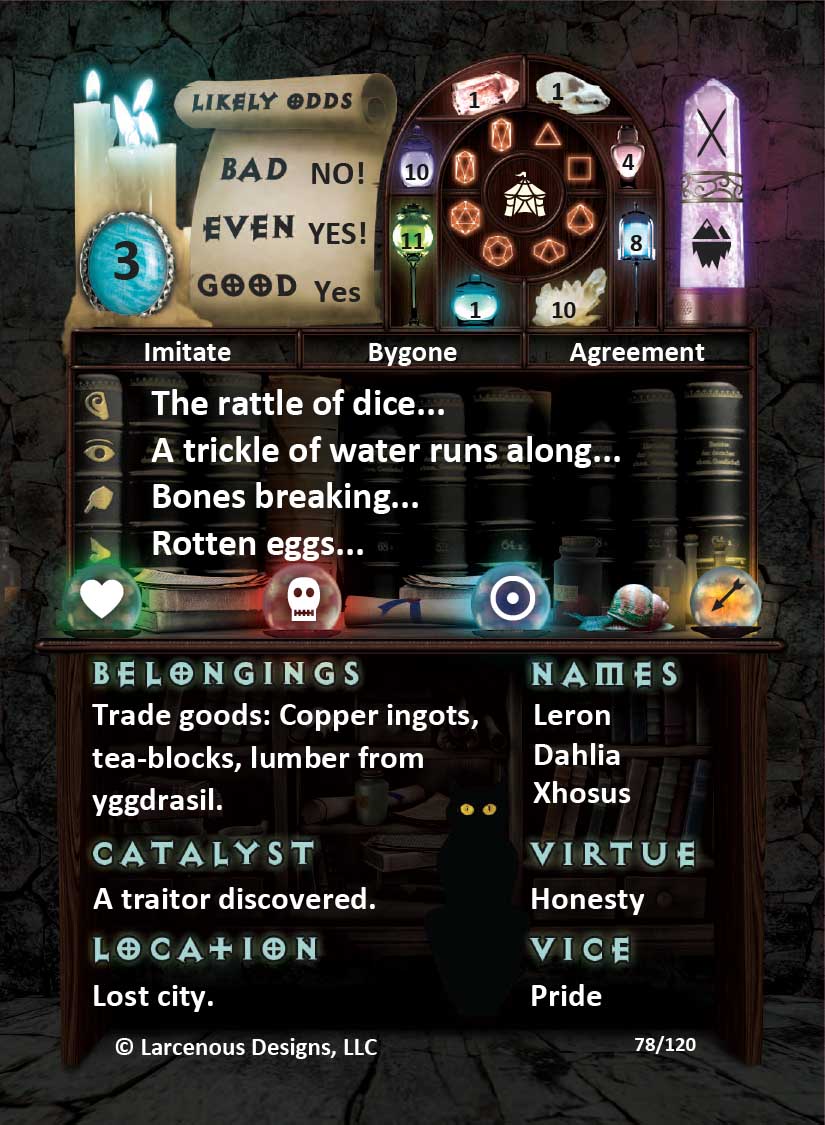 LIKELY ODDS
BAD NO!
EVEN YES!
GOOD Yes
3
1
1
10
4
11
8
1
10
Imitate Bygone Agreement
The rattle of dice...
A trickle of water runs along...
Bones breaking...
Rotten eggs...
BELONGINGS
Trade goods: Copper ingots,
tea-blocks, lumber from
yggdrasil.
NAMES
Leron
Dahlia
Xhosus
CATALYST
A traitor discovered.
VIRTUE
Honesty
LOCATION
Lost city.
VICE
Pride
© Larcenous Designs, LLC
78/120